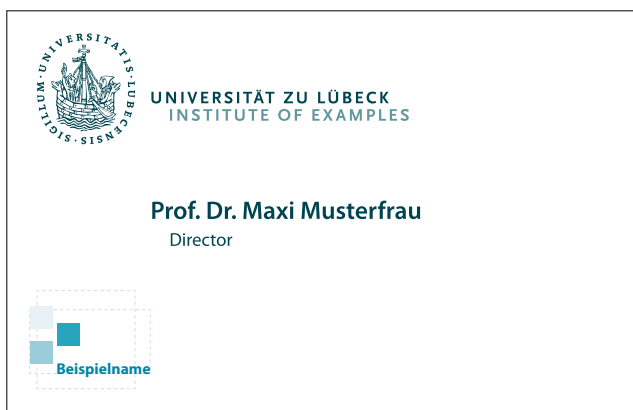 SIGILLUM·UNIVERSITATIS·LUBECENSIS·
UNIVERSITÄT ZU LÜBECK
INSTITUTE OF EXAMPLES
Prof. Dr. Maxi Musterfrau
Director
Beispielname